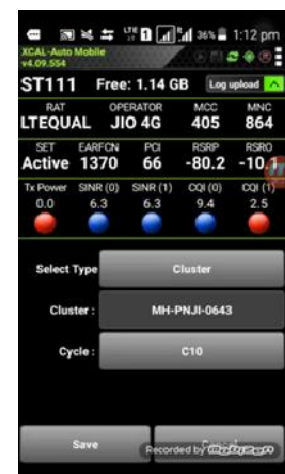 36% 1:12 pm
XCAL-Auto Mobile
v4.09.554
ST111 Free: 1.14 GB Log upload
RAT OPERATOR MCC MNC
LTEQUAL JIO 4G 405 864
SET EARFCN PCI RSRP RSRQ
Active 1370 66 -80.2 -10.1
Tx Power SINR (0) SINR (1) CQI (0) CQI (1)
0.0 6.3 6.3 9.4 2.5
Select Type Cluster
Cluster : MH-PNJI-0643
Cycle : C10
Save
Recorded by